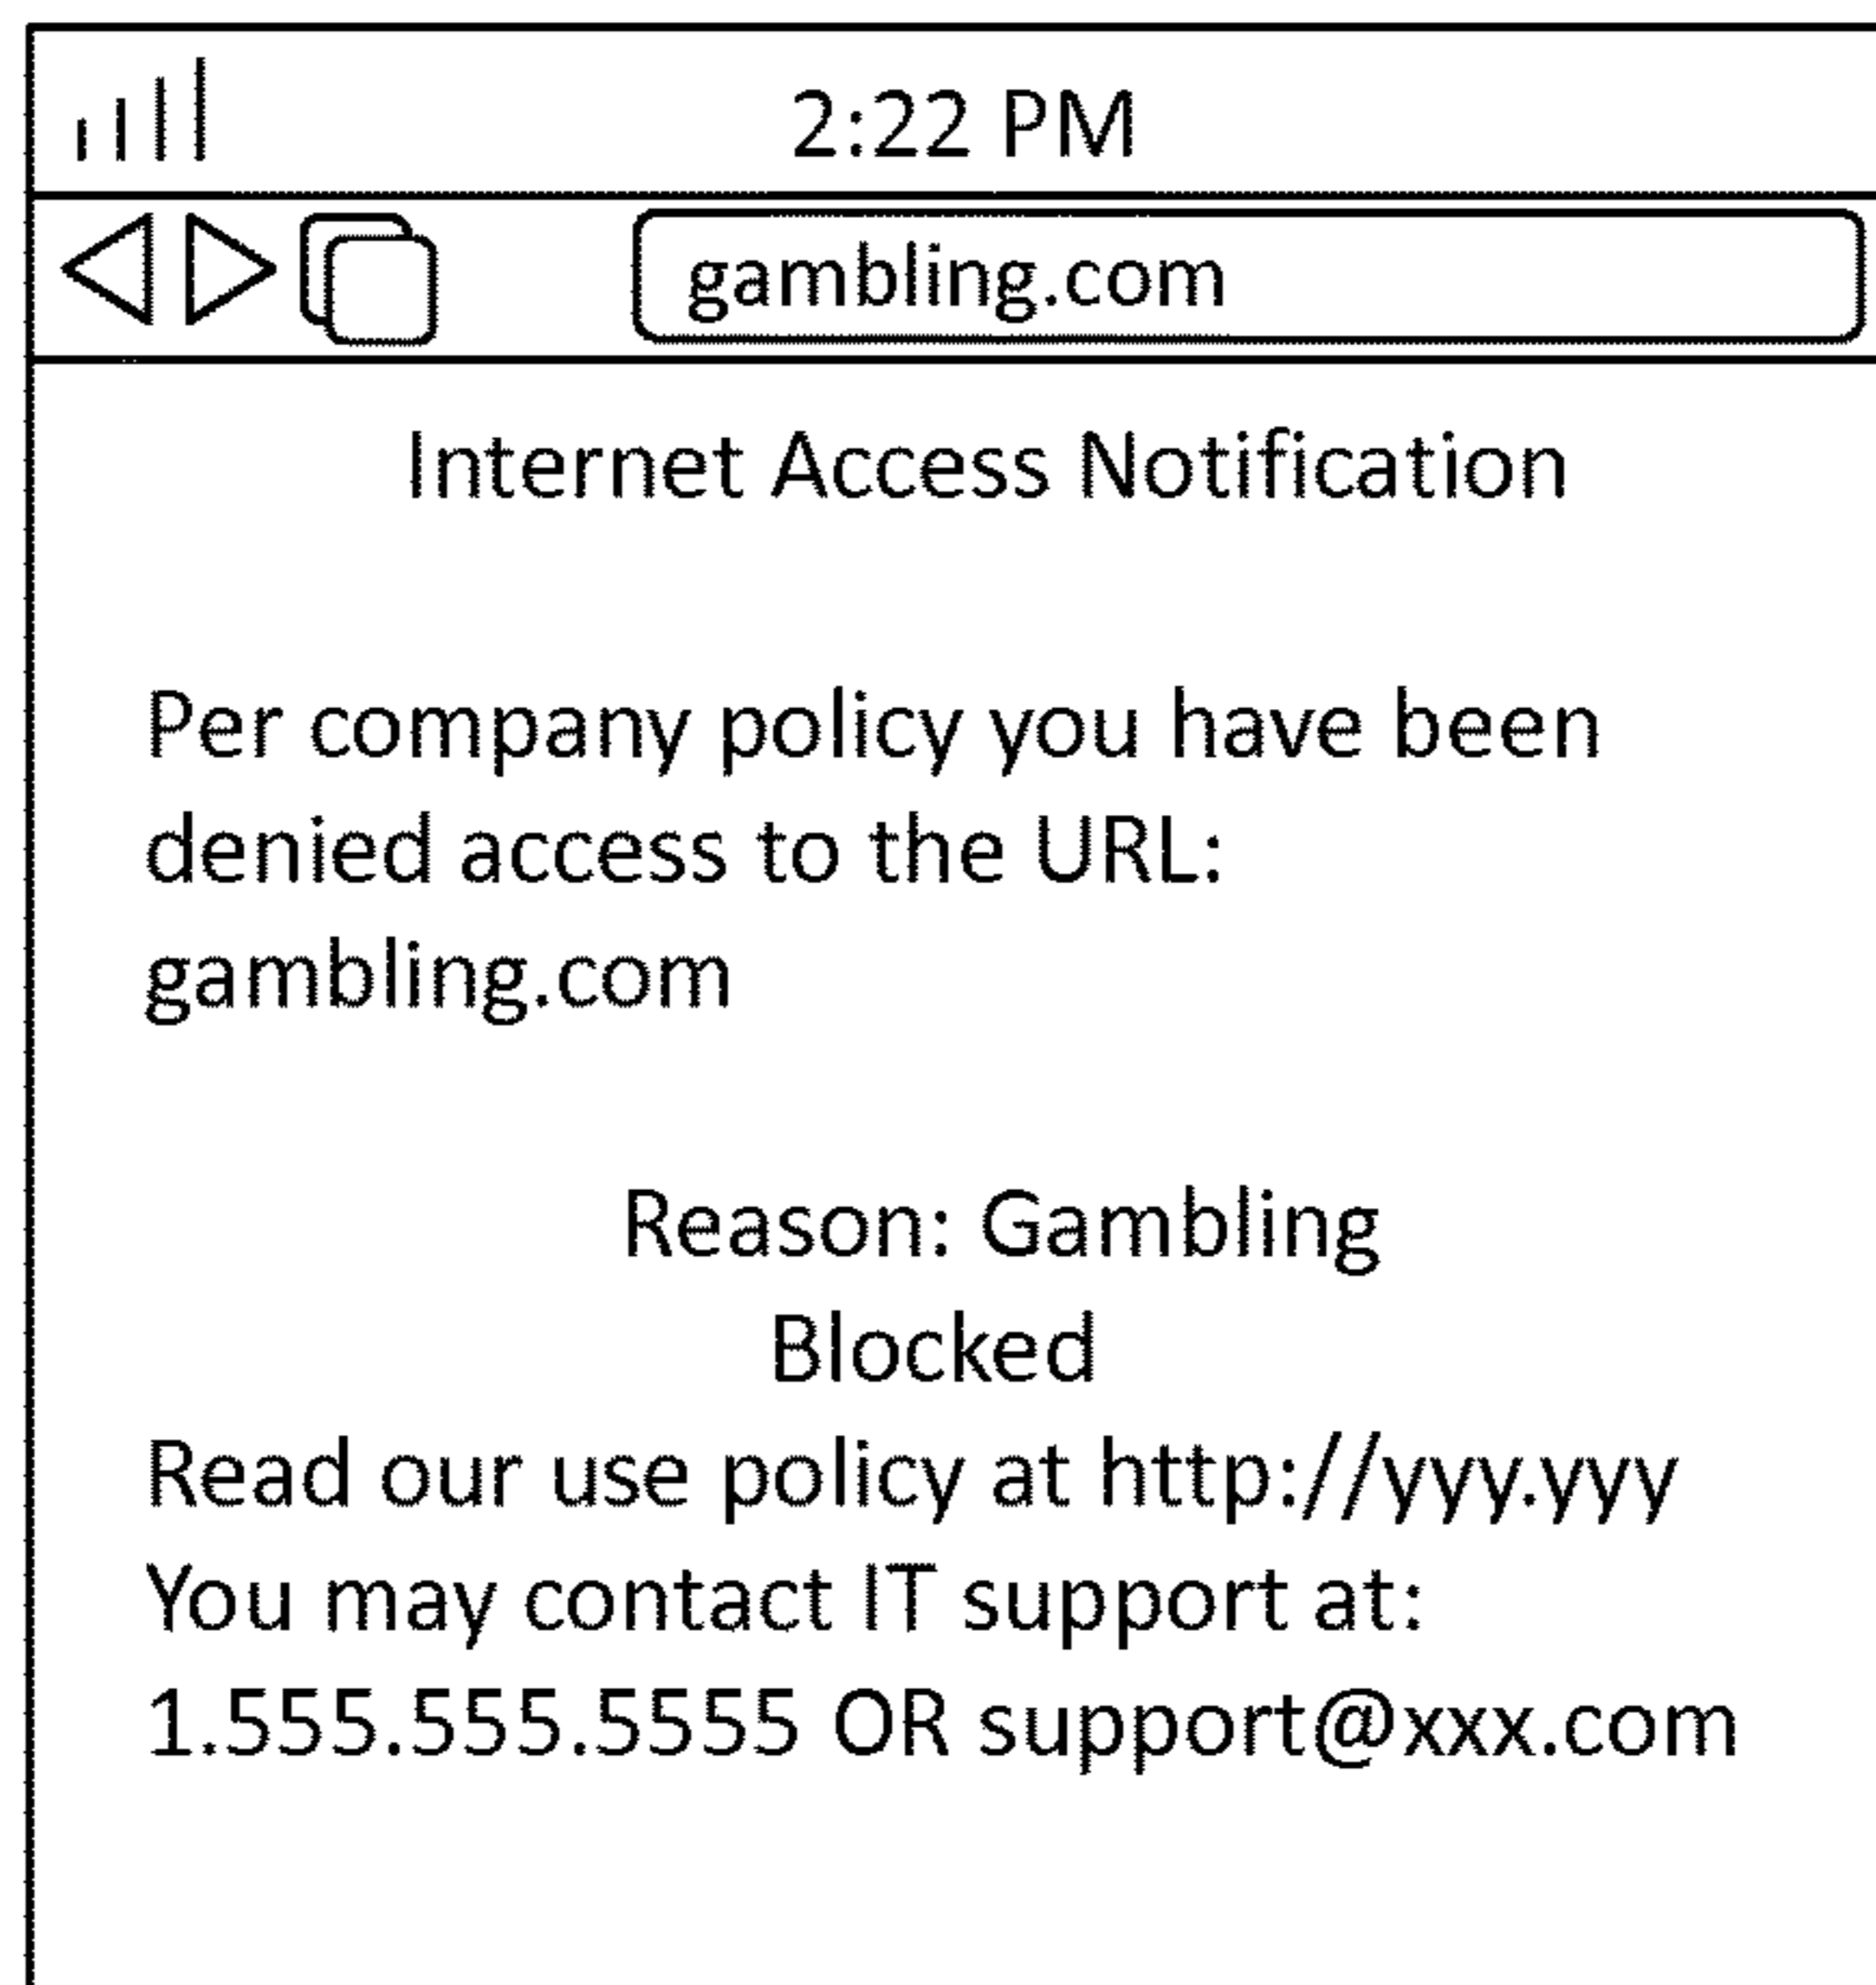 2:22 PM
gambling.com
Internet Access Notification
Per company policy you have been
denied access to the URL:
gambling.com
Reason: Gambling
Blocked
Read our use policy at http://yyy.yyy
You may contact IT support at:
1.555.555.5555 OR support@xxx.com